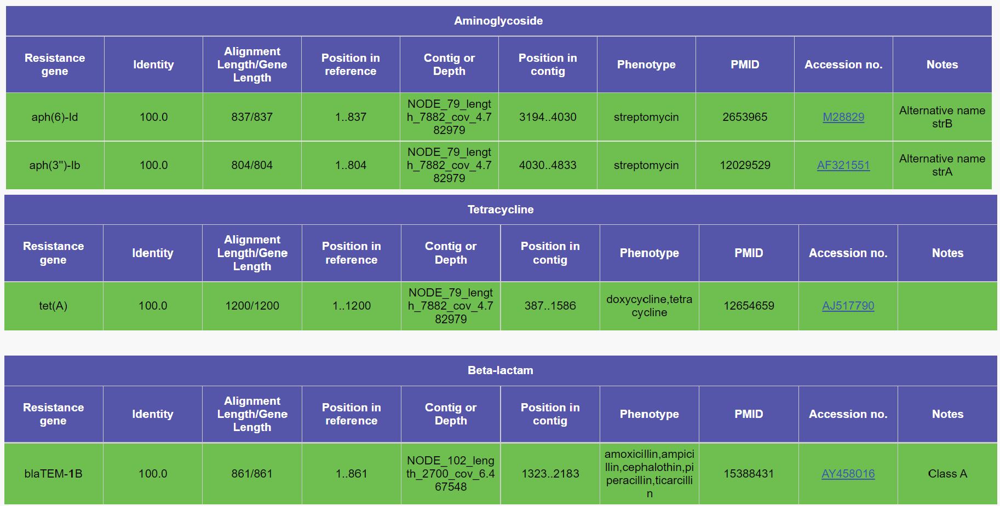 Aminoglycoside
Resistance gene Identity Alignment Length/Gene Length Position in reference Contig or Depth Position in contig Phenotype PMID Accession no. Notes
aph(6)-Id 100.0 837/837 1..837 NODE_79_length_7882_cov_4.782979 3194..4030 streptomycin 2653965 M28829 Alternative name strB
aph(3'')-Ib 100.0 804/804 1..804 NODE_79_length_7882_cov_4.782979 4030..4833 streptomycin 12029529 AF321551 Alternative name strA
Tetracycline
Resistance gene Identity Alignment Length/Gene Length Position in reference Contig or Depth Position in contig Phenotype PMID Accession no. Notes
tet(A) 100.0 1200/1200 1..1200 NODE_79_length_7882_cov_4.782979 387..1586 doxycycline,tetracycline 12654659 AJ517790
Beta-lactam
Resistance gene Identity Alignment Length/Gene Length Position in reference Contig or Depth Position in contig Phenotype PMID Accession no. Notes
blaTEM-1B 100.0 861/861 1..861 NODE_102_length_2700_cov_6.467548 1323..2183 amoxicillin,ampicillin,cephalothin,piperacillin,ticarcillin 15388431 AY458016 Class A